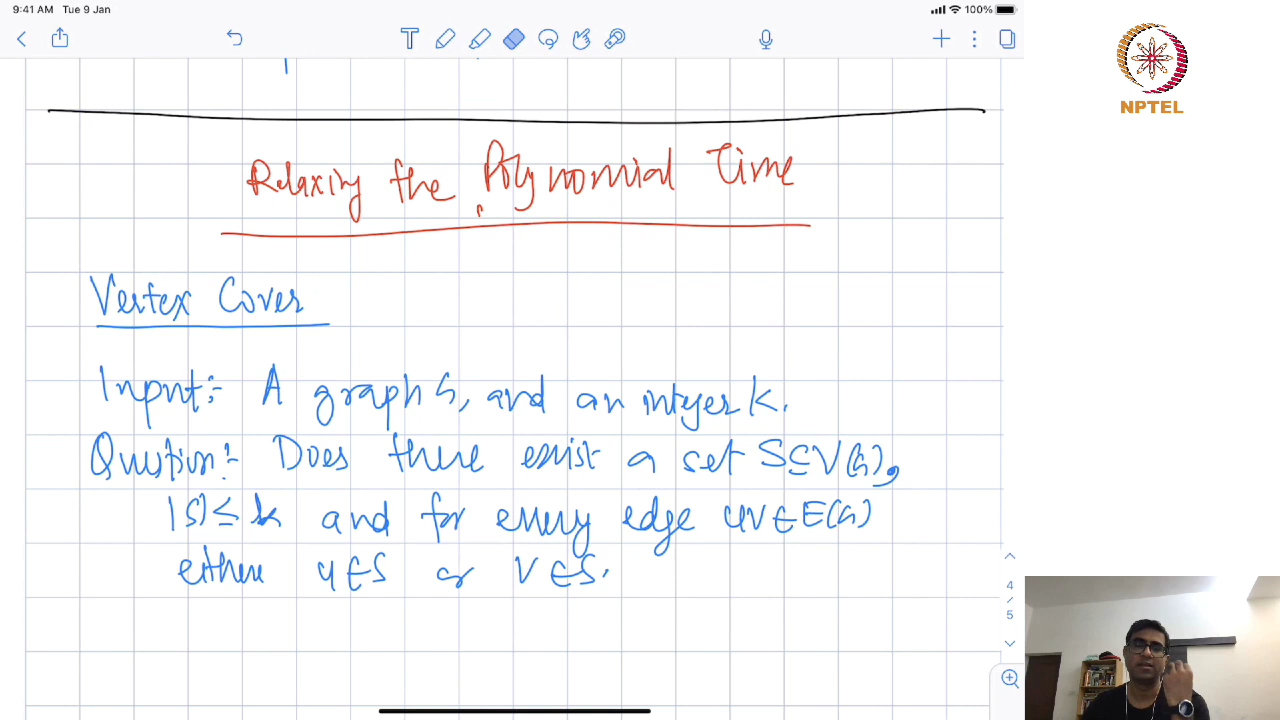 9:41 AM Tue 9 Jan
100%
NPTEL
Relaxing the Polynomial Time
Vertex Cover
Input:- A graph G, and an integer k.
Question:- Does there exist a set S⊆V(G),
|S|≤k and for every edge uv∈E(G)
either u∈S or v∈S.
4
/
5